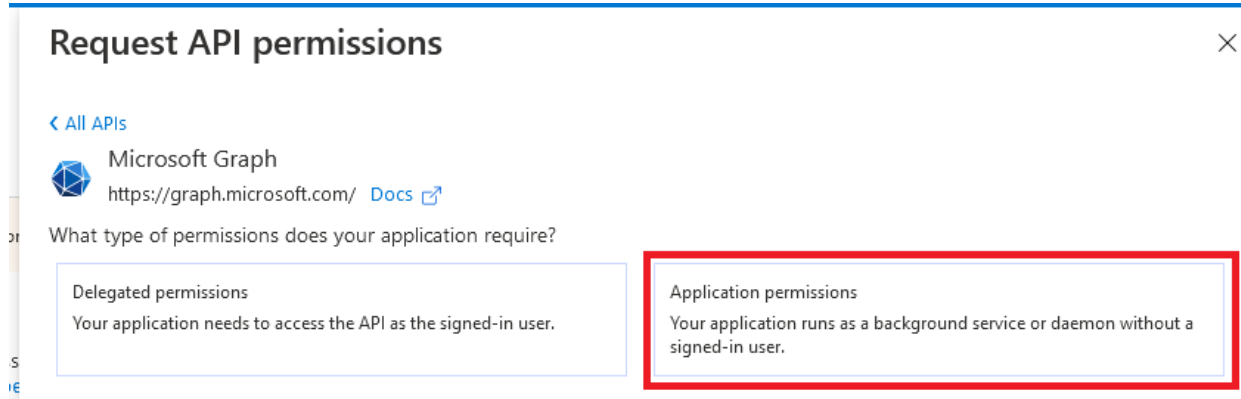 Request API permissions
All APIs
Microsoft Graph
https://graph.microsoft.com/ Docs
What type of permissions does your application require?
Delegated permissions
Your application needs to access the API as the signed-in user.
Application permissions
Your application runs as a background service or daemon without a
signed-in user.